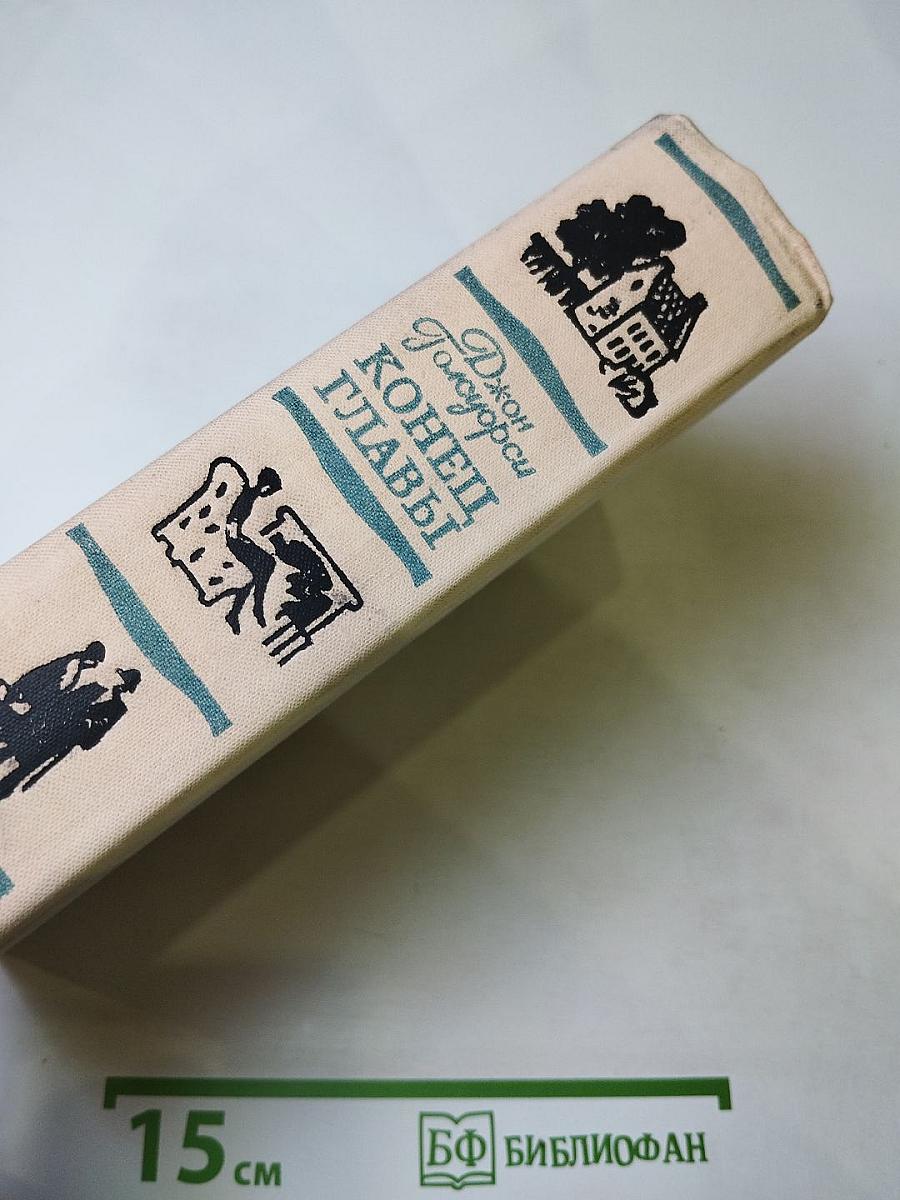 Джон
Голсуорси
КОНЕЦ
ГЛАВЫ
15 см
БФ БИБЛИОФАН